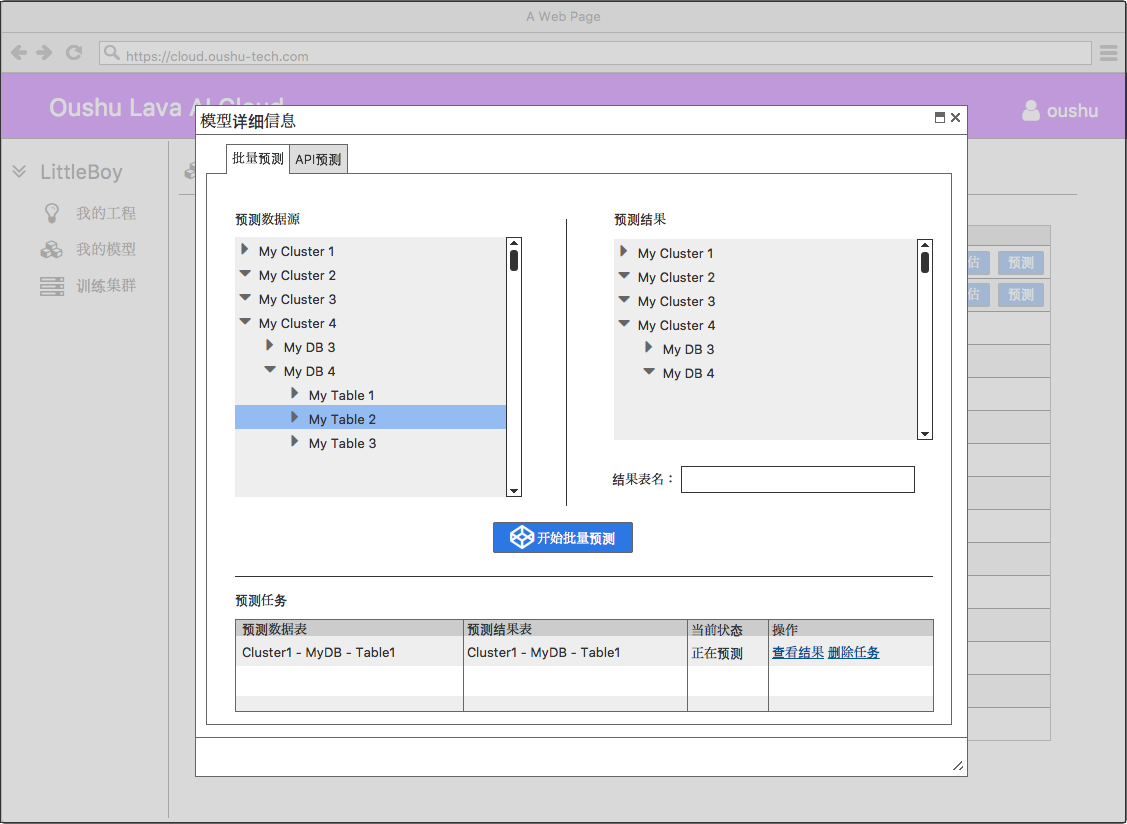 A Web Page
https://cloud.oushu-tech.com
Oushu Lava AI Cloud
oushu
模型详细信息
LittleBoy
我的工程
我的模型
训练集群
批量预测 API预测
预测数据源
My Cluster 1
My Cluster 2
My Cluster 3
My Cluster 4
My DB 3
My DB 4
My Table 1
My Table 2
My Table 3
预测结果
My Cluster 1
My Cluster 2
My Cluster 3
My Cluster 4
My DB 3
My DB 4
结果表名：
估 预测
估 预测
开始批量预测
预测任务
预测数据表 预测结果表 当前状态 操作
Cluster1 - MyDB - Table1 Cluster1 - MyDB - Table1 正在预测 查看结果 删除任务